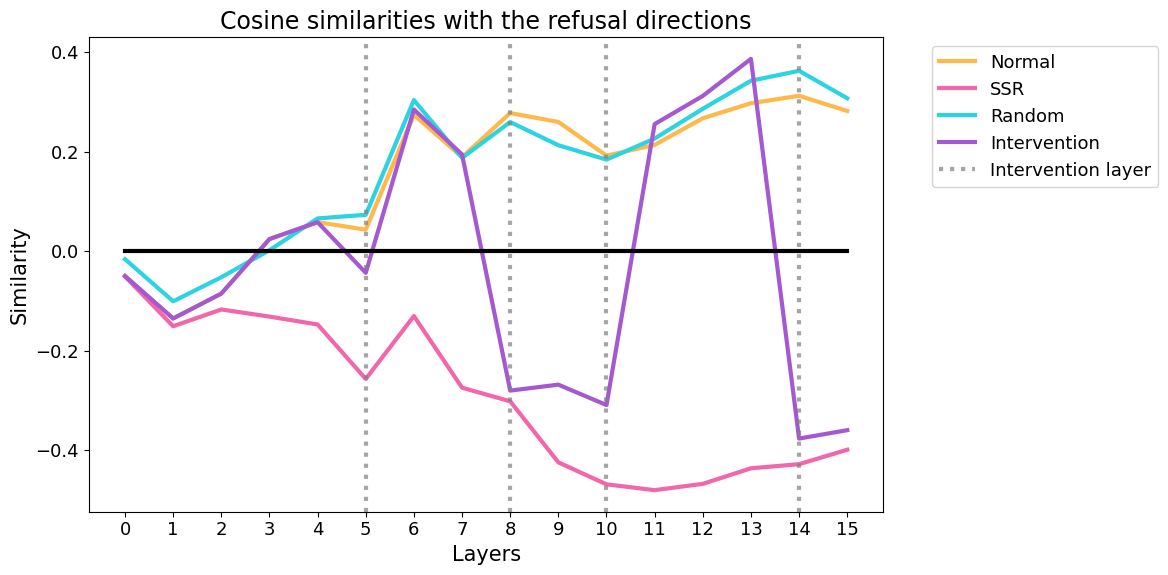 Cosine similarities with the refusal directions
Similarity
0.4
0.2
0.0
−0.2
−0.4
0 1 2 3 4 5 6 7 8 9 10 11 12 13 14 15
Layers
Normal
SSR
Random
Intervention
Intervention layer